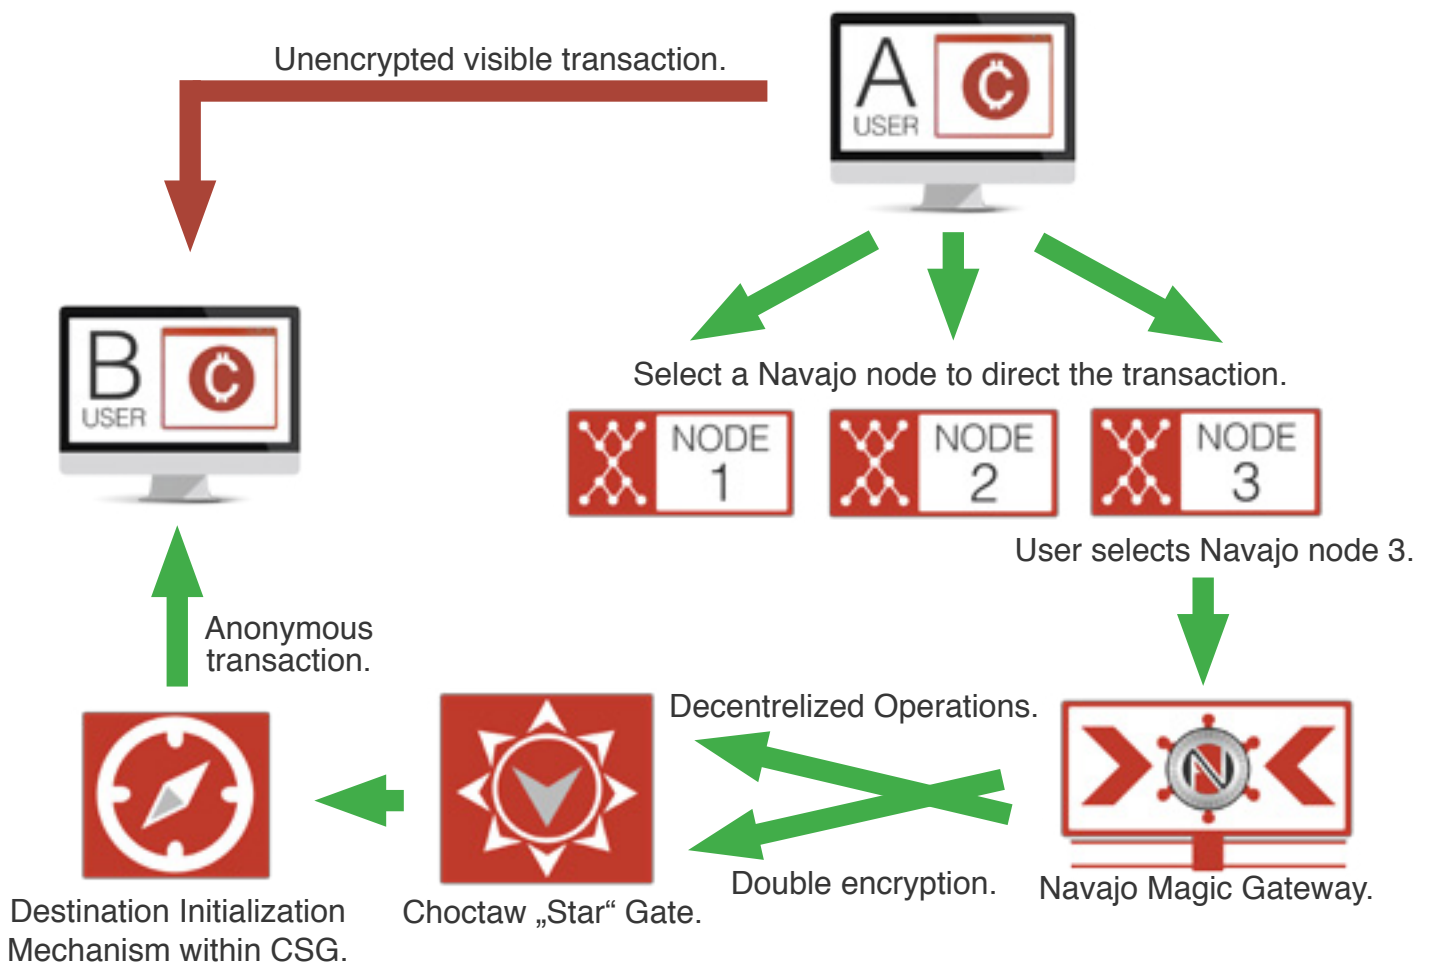 Unencrypted visible transaction.
A
USER
B
USER
Select a Navajo node to direct the transaction.
NODE
1
NODE
2
NODE
3
User selects Navajo node 3.
Anonymous
transaction.
Decentrelized Operations.
Double encryption.
N
Navajo Magic Gateway.
Choctaw „Star“ Gate.
Destination Initialization
Mechanism within CSG.